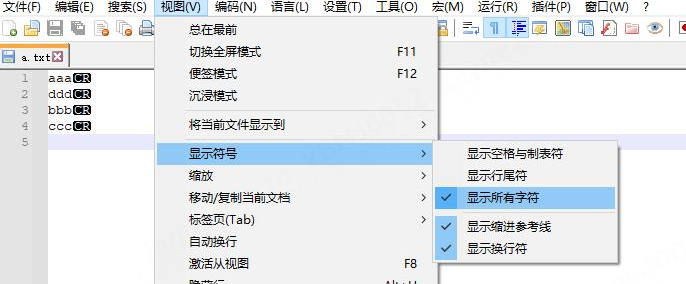 文件(F) 编辑(E) 搜索(S) 视图(V) 编码(N) 语言(L) 设置(T) 工具(O) 宏(M) 运行(R) 插件(P) 窗口(W) ?
a.txt
1 aaaCR
2 dddCR
3 bbbCR
4 cccCR
5
总在最前
切换全屏模式 F11
便签模式 F12
沉浸模式
将当前文件显示到
显示符号
缩放
移动/复制当前文档
标签页(Tab)
自动换行
激活从视图 F8
隐藏行 Alt+H
显示空格与制表符
显示行尾符
显示所有字符
显示缩进参考线
显示换行符